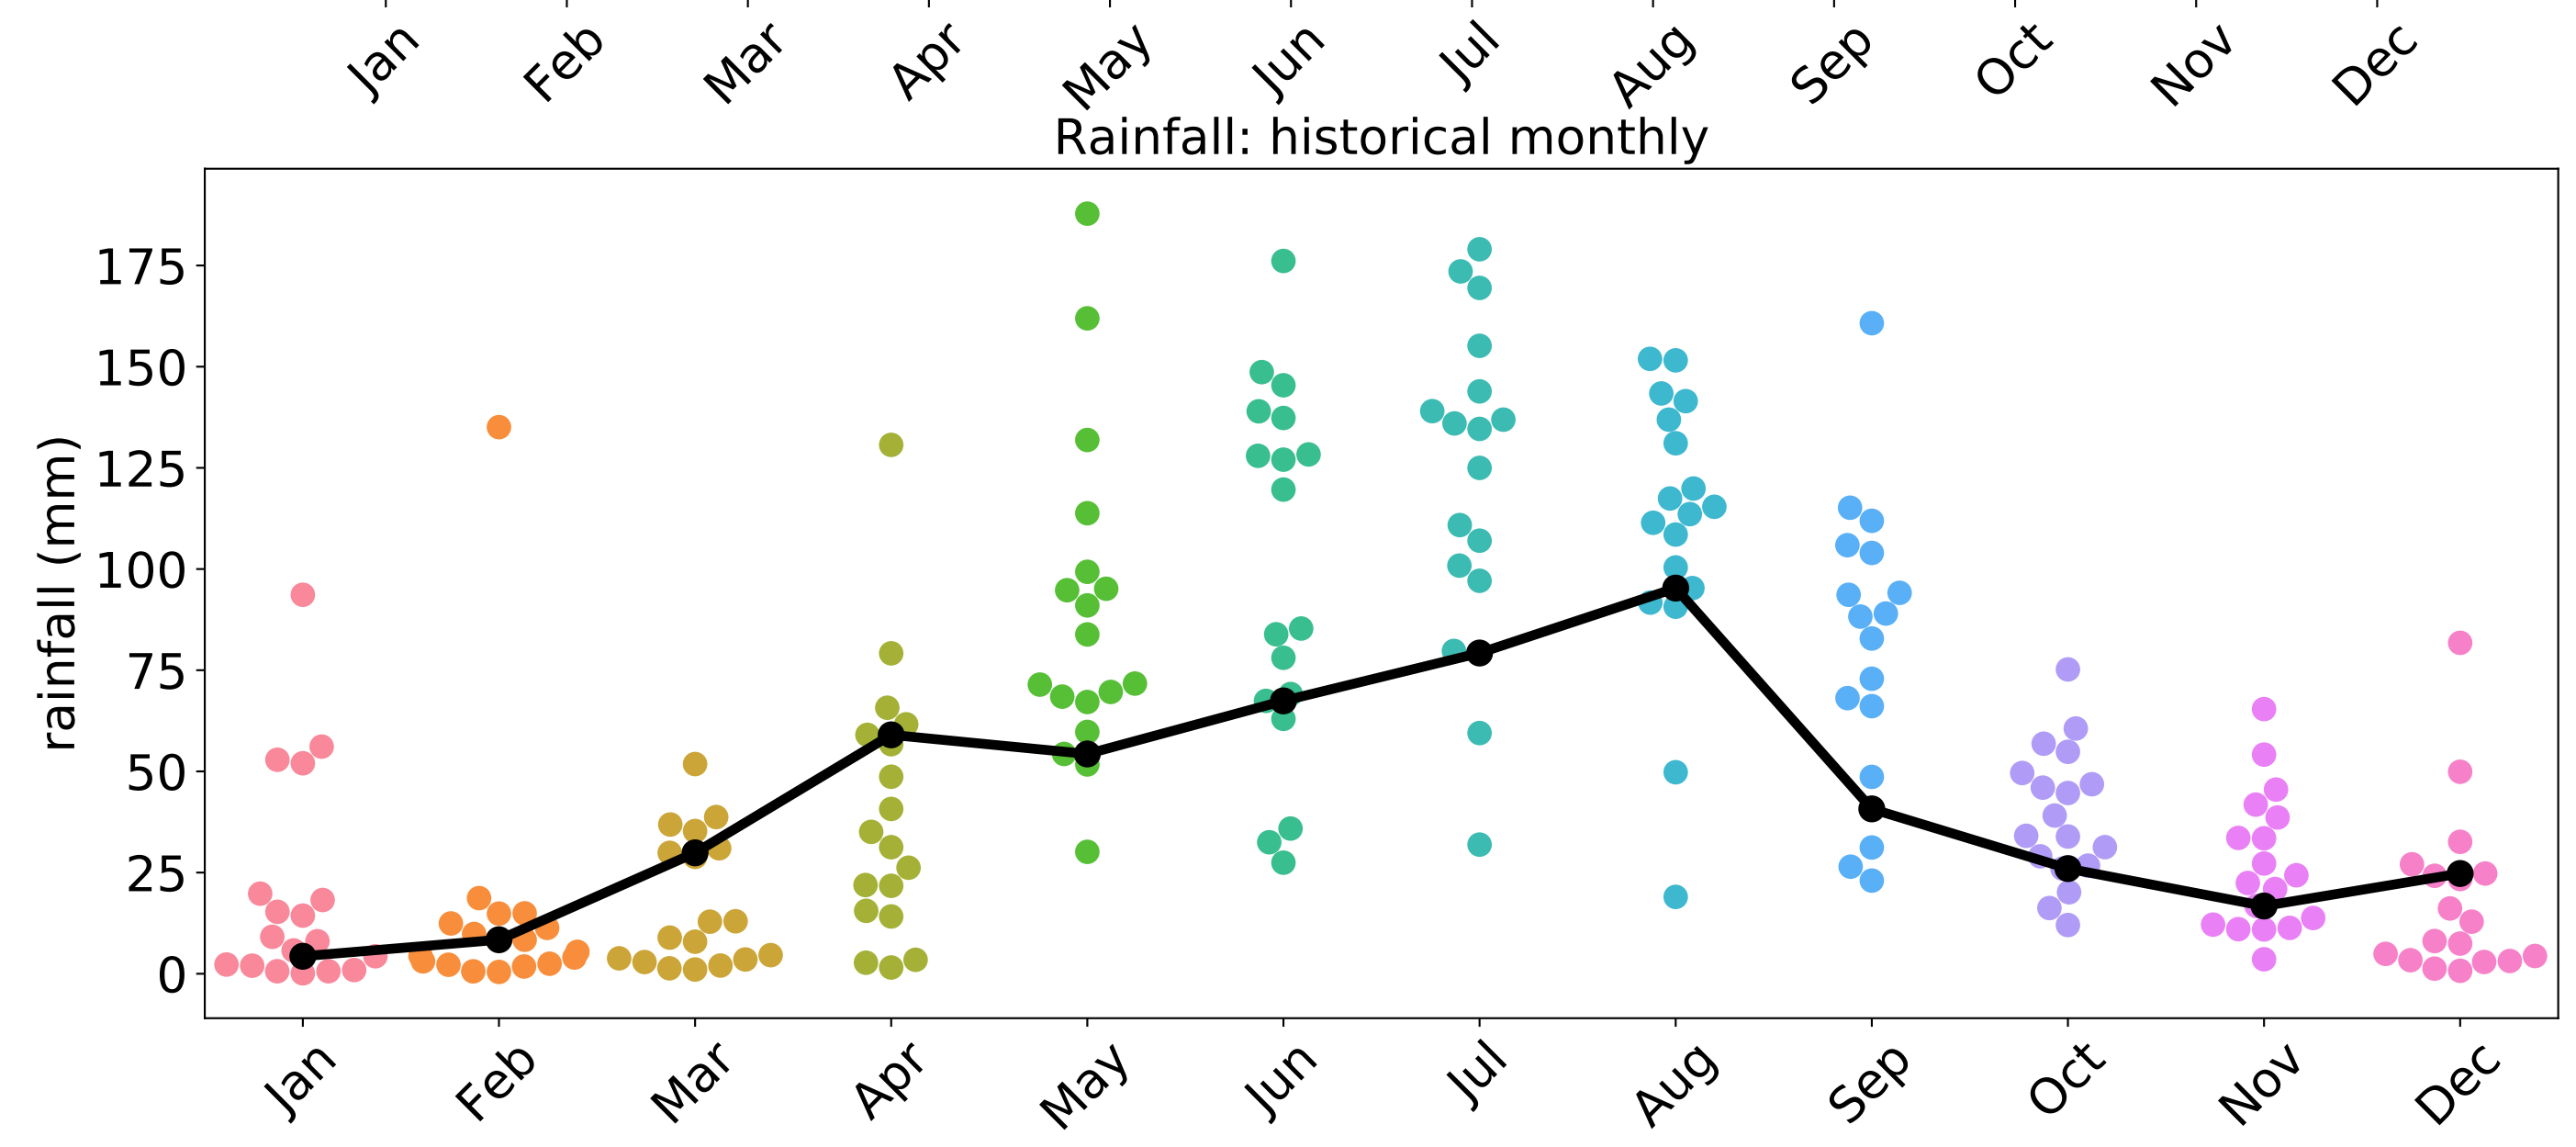 Jan Feb Mar Apr May Jun Jul Aug Sep Oct Nov Dec
Rainfall: historical monthly
rainfall (mm)
175
150
125
100
75
50
25
0
Jan Feb Mar Apr May Jun Jul Aug Sep Oct Nov Dec